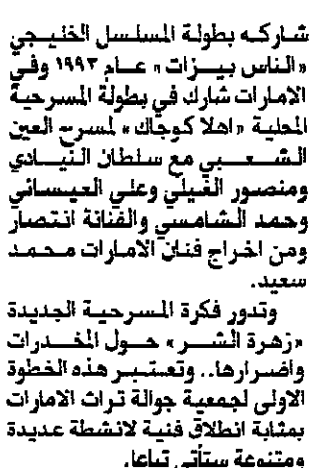 شاركه بطولة المسلسل الخليجي
«الناس بيزات» عام ١٩٩٣ وفي
الامارات شارك في بطولة المسرحية
المحلية «اهلا كوجاك» لمسرح العين
الشعبي مع سلطان النيادي
ومنصور الغيلي وعلي العيساني
وحمد الشامسي والفنانة انتصار
ومن اخراج فنان الامارات محمد
سعيد.
وتدور فكرة المسرحية الجديدة
«زهرة الشر» حول المخدرات
واضرارها.. وتعتبر هذه الخطوة
الاولى لجمعية جوالة تراث الامارات
بمثابة انطلاق فنية لانشطة عديدة
ومتنوعة ستأتي تباعا.